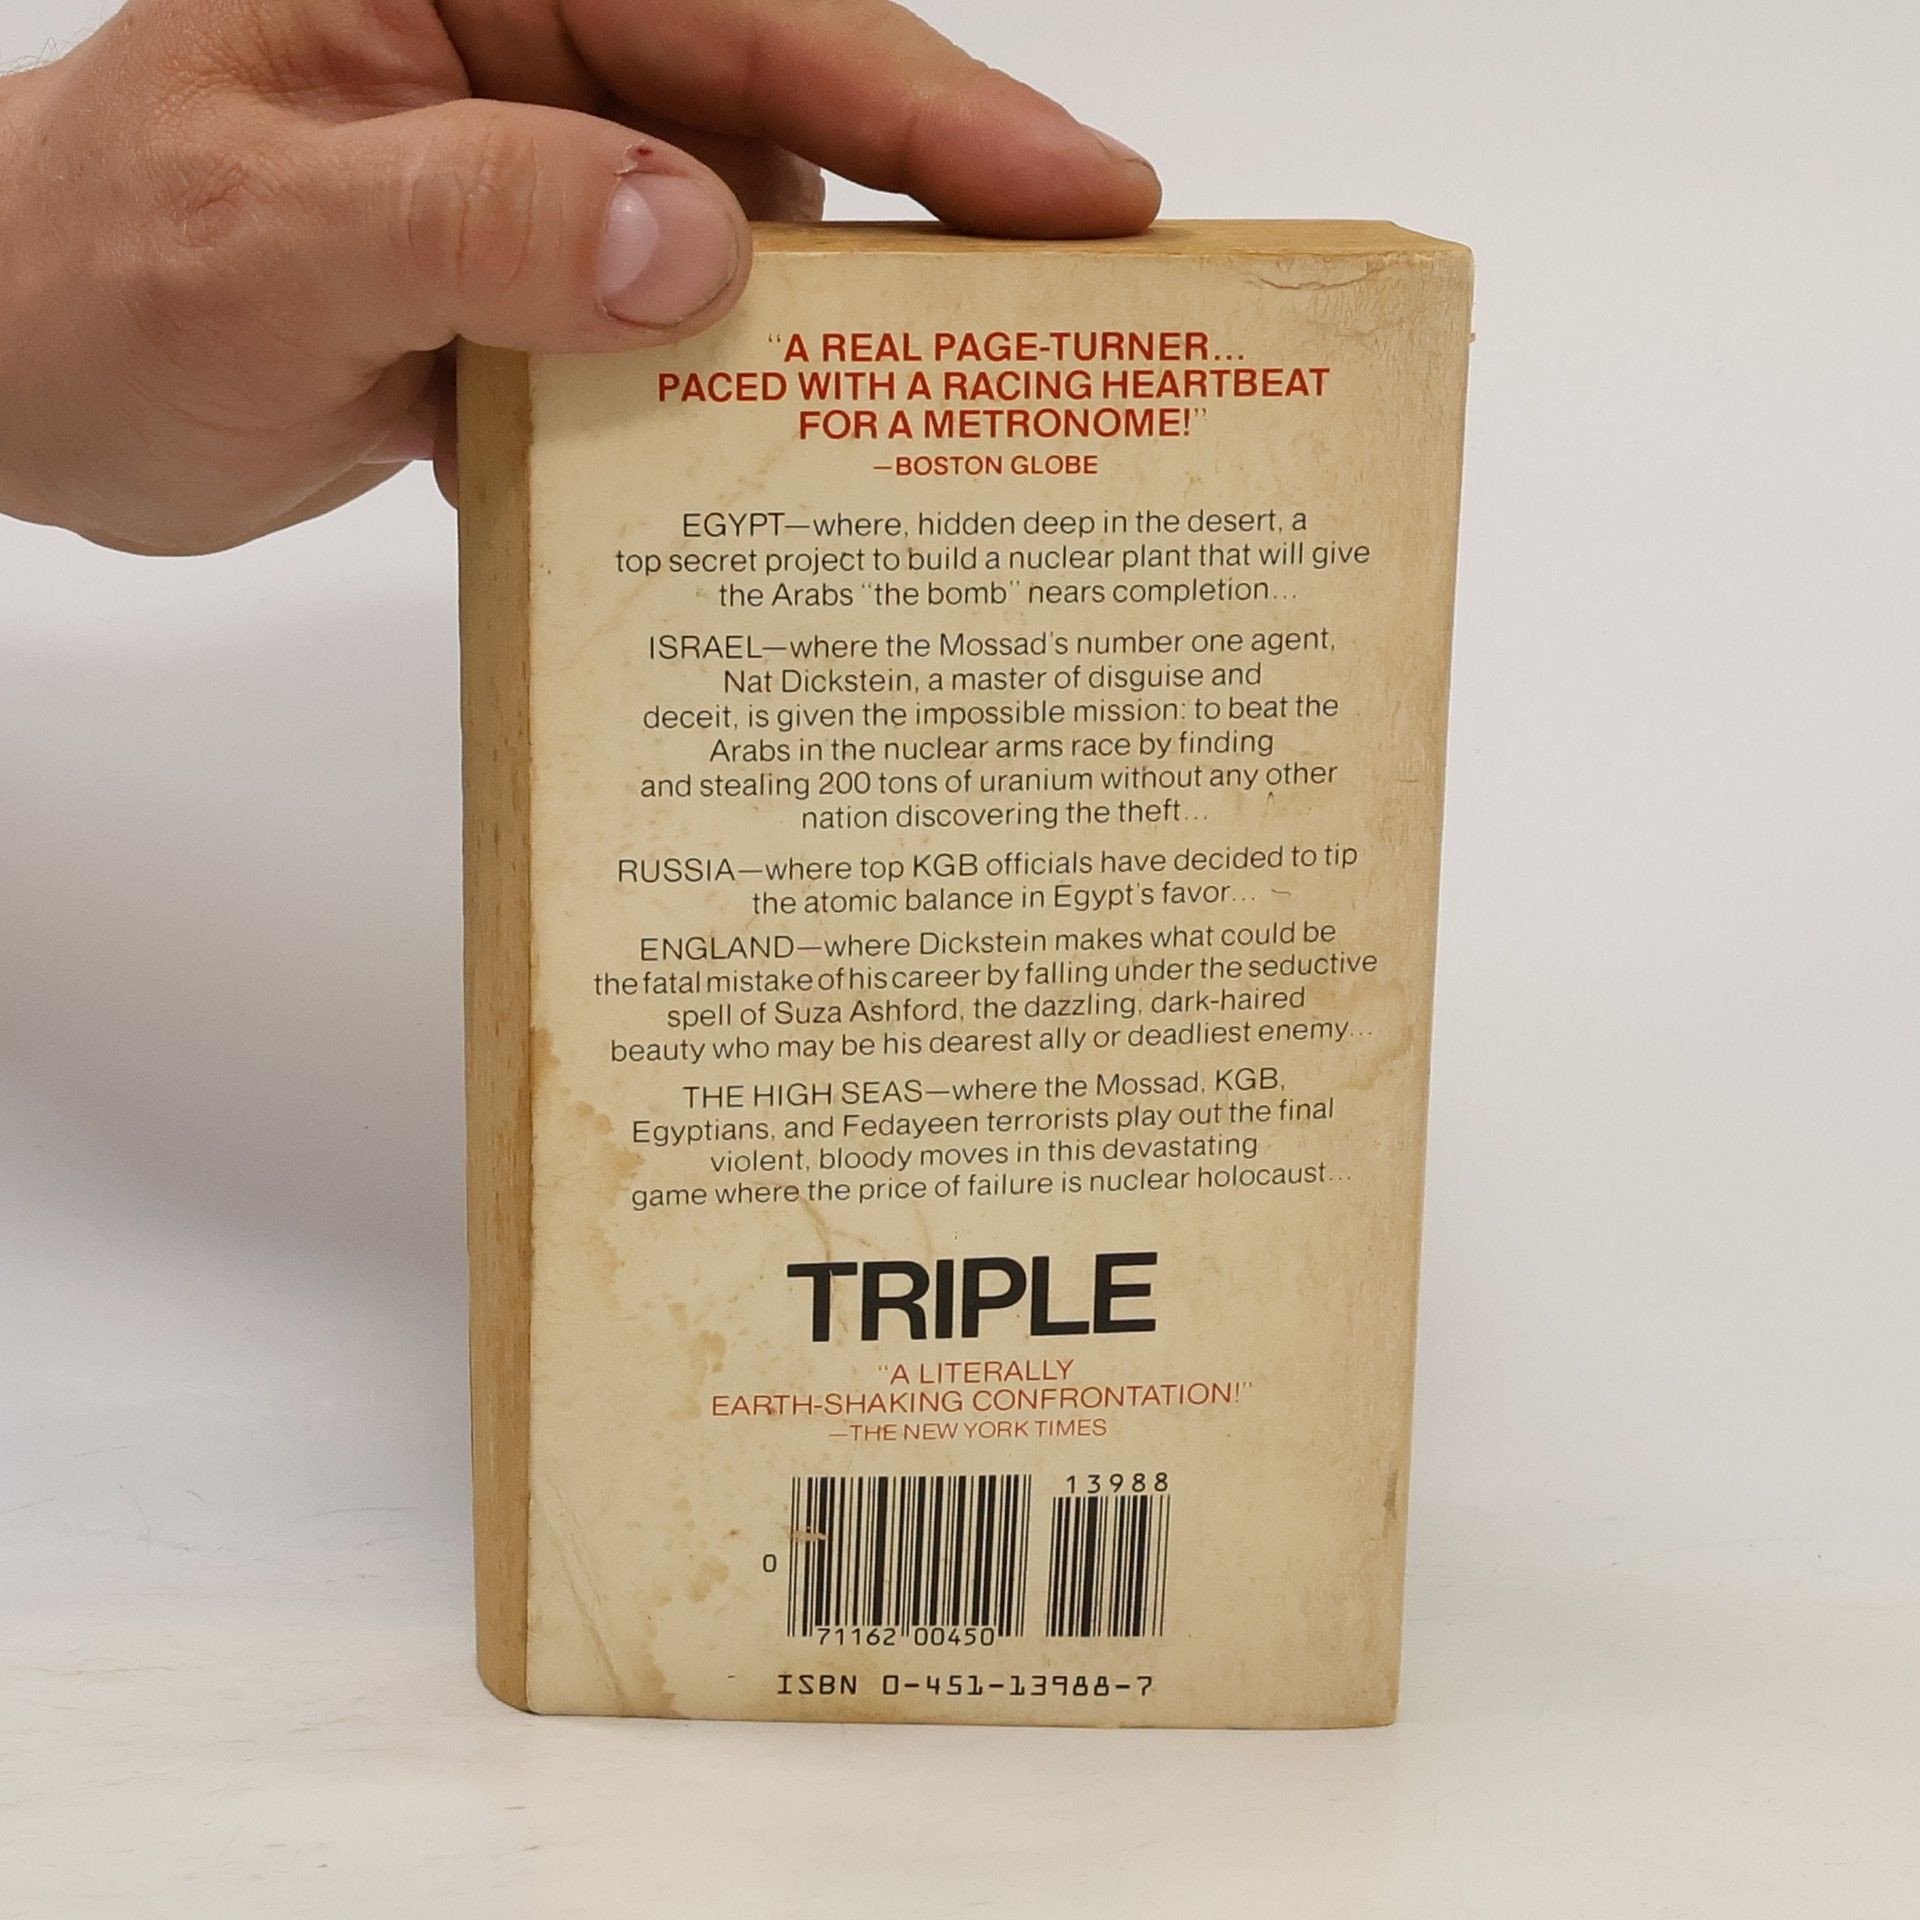 “A REAL PAGE-TURNER...
PACED WITH A RACING HEARTBEAT
FOR A METRONOME!”
—BOSTON GLOBE
EGYPT—where, hidden deep in the desert, a
top secret project to build a nuclear plant that will give
the Arabs “the bomb” nears completion...
ISRAEL—where the Mossad's number one agent,
Nat Dickstein, a master of disguise and
deceit, is given the impossible mission: to beat the
Arabs in the nuclear arms race by finding
and stealing 200 tons of uranium without any other
nation discovering the theft...
RUSSIA—where top KGB officials have decided to tip
the atomic balance in Egypt's favor...
ENGLAND—where Dickstein makes what could be
the fatal mistake of his career by falling under the seductive
spell of Suza Ashford, the dazzling, dark-haired
beauty who may be his dearest ally or deadliest enemy...
THE HIGH SEAS—where the Mossad, KGB,
Egyptians, and Fedayeen terrorists play out the final
violent, bloody moves in this devastating
game where the price of failure is nuclear holocaust...
TRIPLE
“A LITERALLY
EARTH-SHAKING CONFRONTATION!”
—THE NEW YORK TIMES
13988
0 71162 00450
ISBN 0-451-13988-7